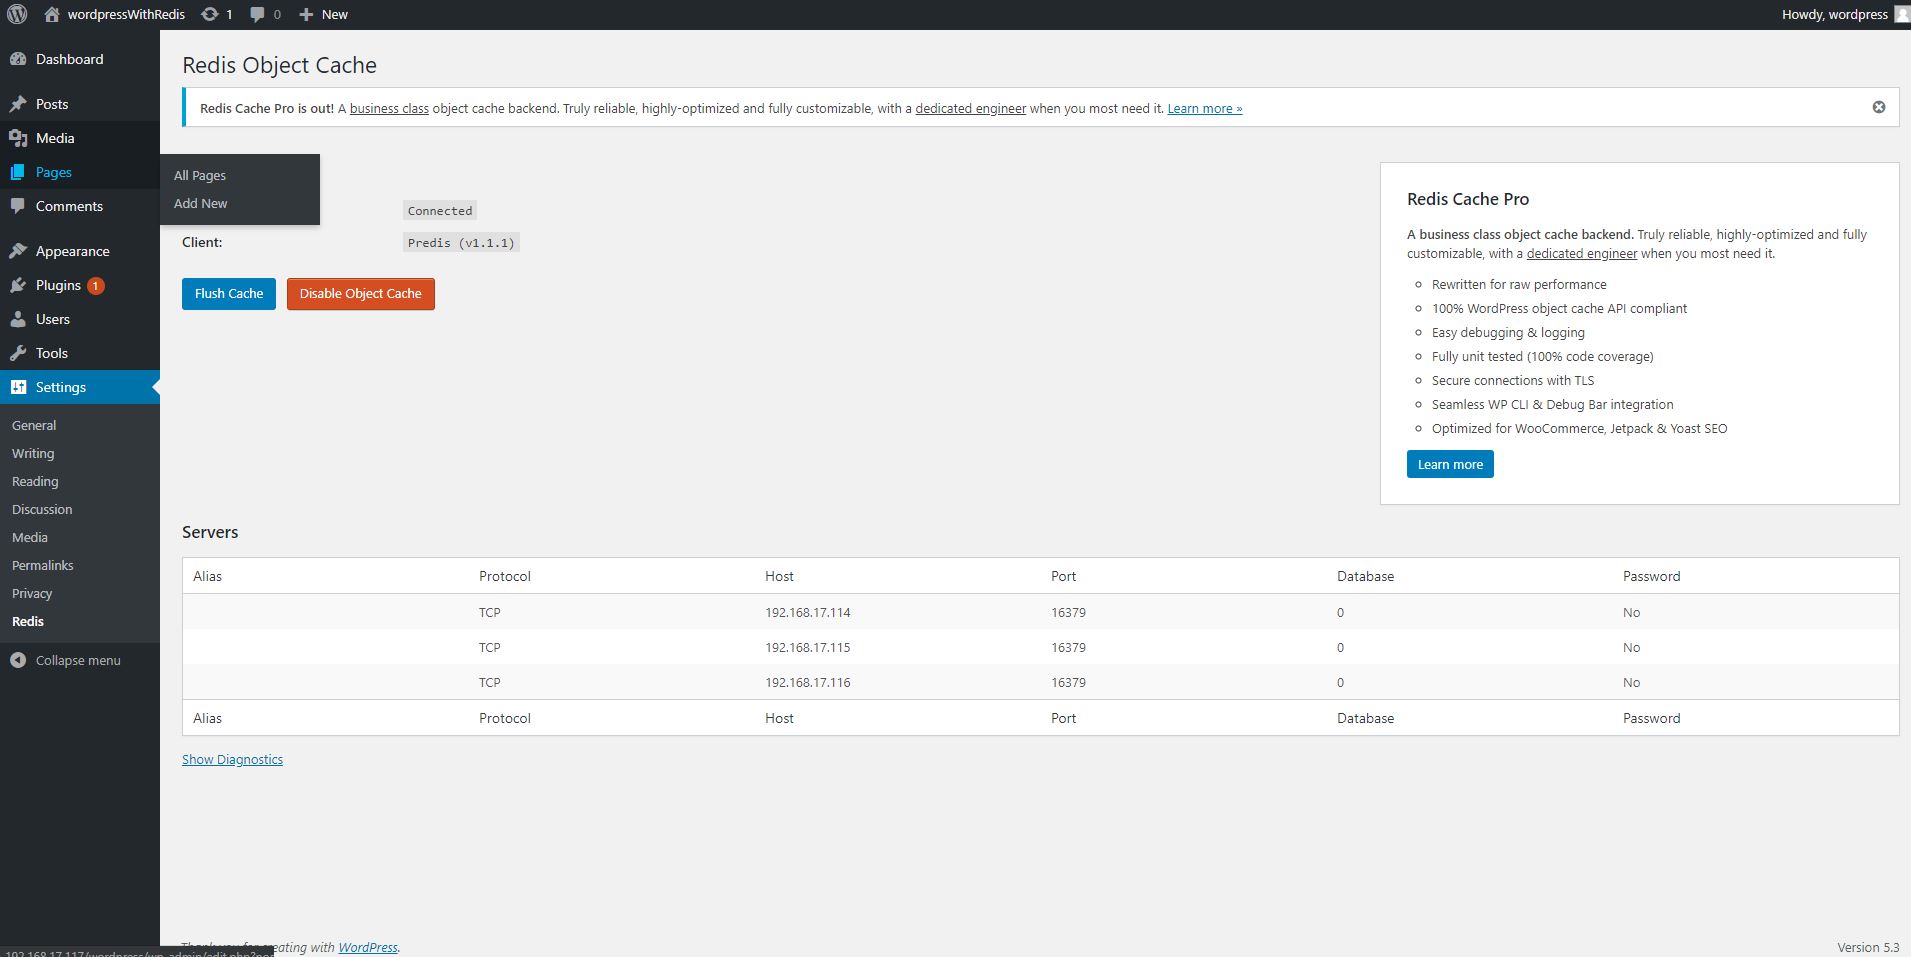 wordpressWithRedis 1 0 New Howdy, wordpress
Dashboard
Posts
Media
Pages
Comments
Appearance
Plugins 1
Users
Tools
Settings
General
Writing
Reading
Discussion
Media
Permalinks
Privacy
Redis
Collapse menu
All Pages
Add New
Redis Object Cache
Redis Cache Pro is out! A business class object cache backend. Truly reliable, highly-optimized and fully customizable, with a dedicated engineer when you most need it. Learn more »
Connected
Client: Predis (v1.1.1)
Flush Cache Disable Object Cache
Redis Cache Pro
A business class object cache backend. Truly reliable, highly-optimized and fully
customizable, with a dedicated engineer when you most need it.
Rewritten for raw performance
100% WordPress object cache API compliant
Easy debugging & logging
Fully unit tested (100% code coverage)
Secure connections with TLS
Seamless WP CLI & Debug Bar integration
Optimized for WooCommerce, Jetpack & Yoast SEO
Learn more
Servers
Alias Protocol Host Port Database Password
TCP 192.168.17.114 16379 0 No
TCP 192.168.17.115 16379 0 No
TCP 192.168.17.116 16379 0 No
Alias Protocol Host Port Database Password
Show Diagnostics
creating with WordPress.
Version 5.3